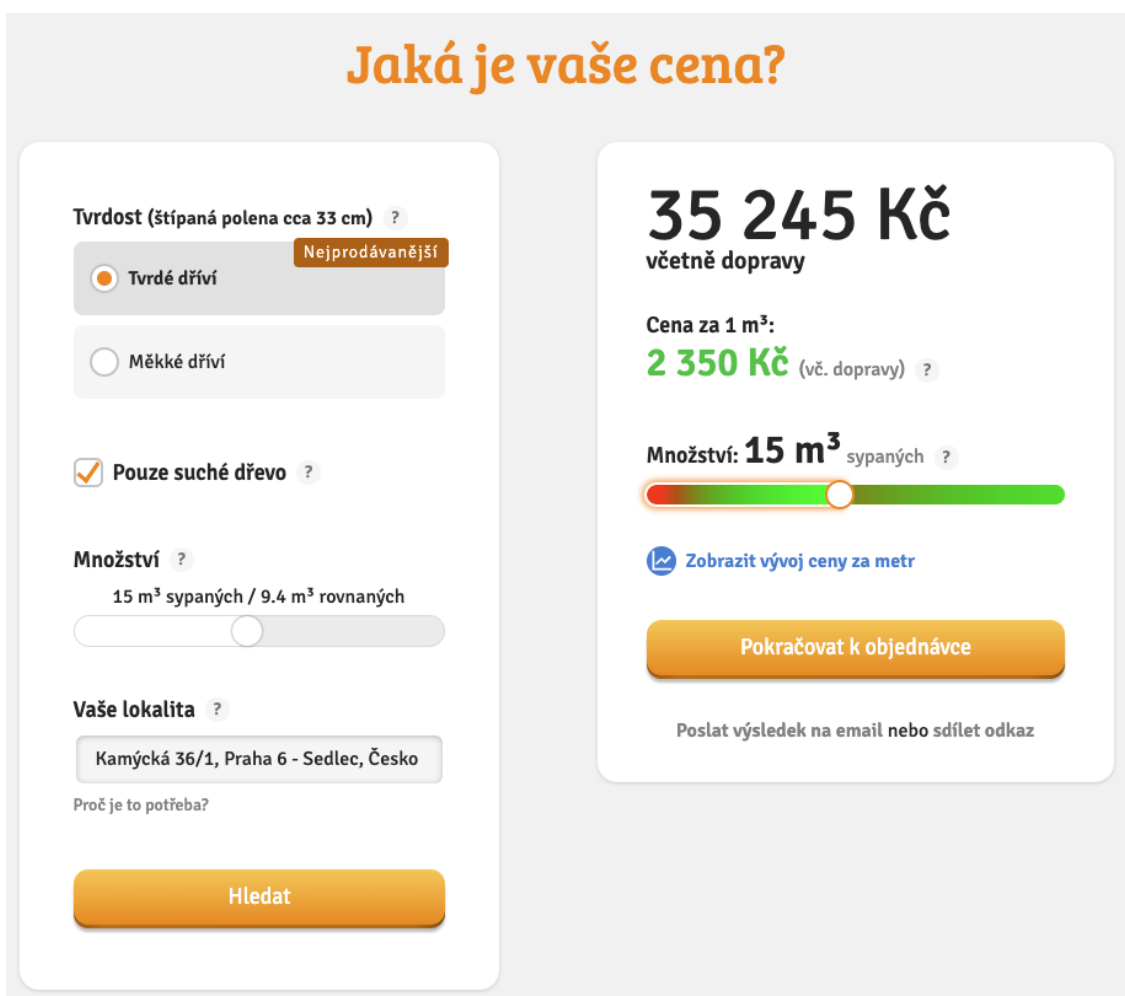 Jaká je vaše cena?
Tvrdost (štípaná polena cca 33 cm) ?
Nejprodávanější
Tvrdé dříví
Měkké dříví
Pouze suché dřevo ?
Množství ?
15 m³ sypaných / 9.4 m³ rovnaných
Vaše lokalita ?
Kamýcká 36/1, Praha 6 - Sedlec, Česko
Proč je to potřeba?
Hledat
35 245 Kč
včetně dopravy
Cena za 1 m³:
2 350 Kč (vč. dopravy) ?
Množství: 15 m³ sypaných ?
Zobrazit vývoj ceny za metr
Pokračovat k objednávce
Poslat výsledek na email nebo sdílet odkaz